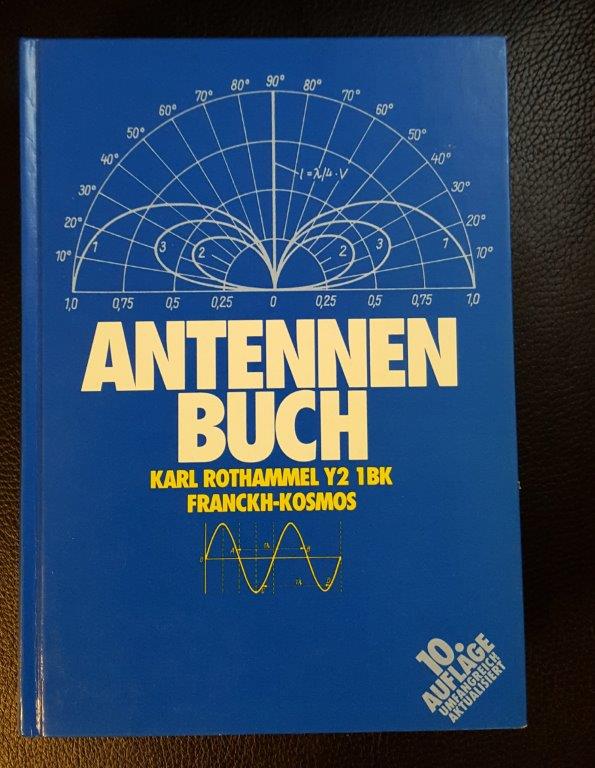 90°
80° 80°
70° 70°
60° 60°
50° 50°
40° 40°
30° 30°
20° 20°
10° 10°
l = λ/4 · V
1 3 2 2 3 1
1,0 0,75 0,5 0,25 0 0,25 0,5 0,75 1,0
ANTENNEN
BUCH
KARL ROTHAMMEL Y2 1BK
FRANCKH-KOSMOS
10.
AUFLAGE
UMFANGREICH
AKTUALISIERT